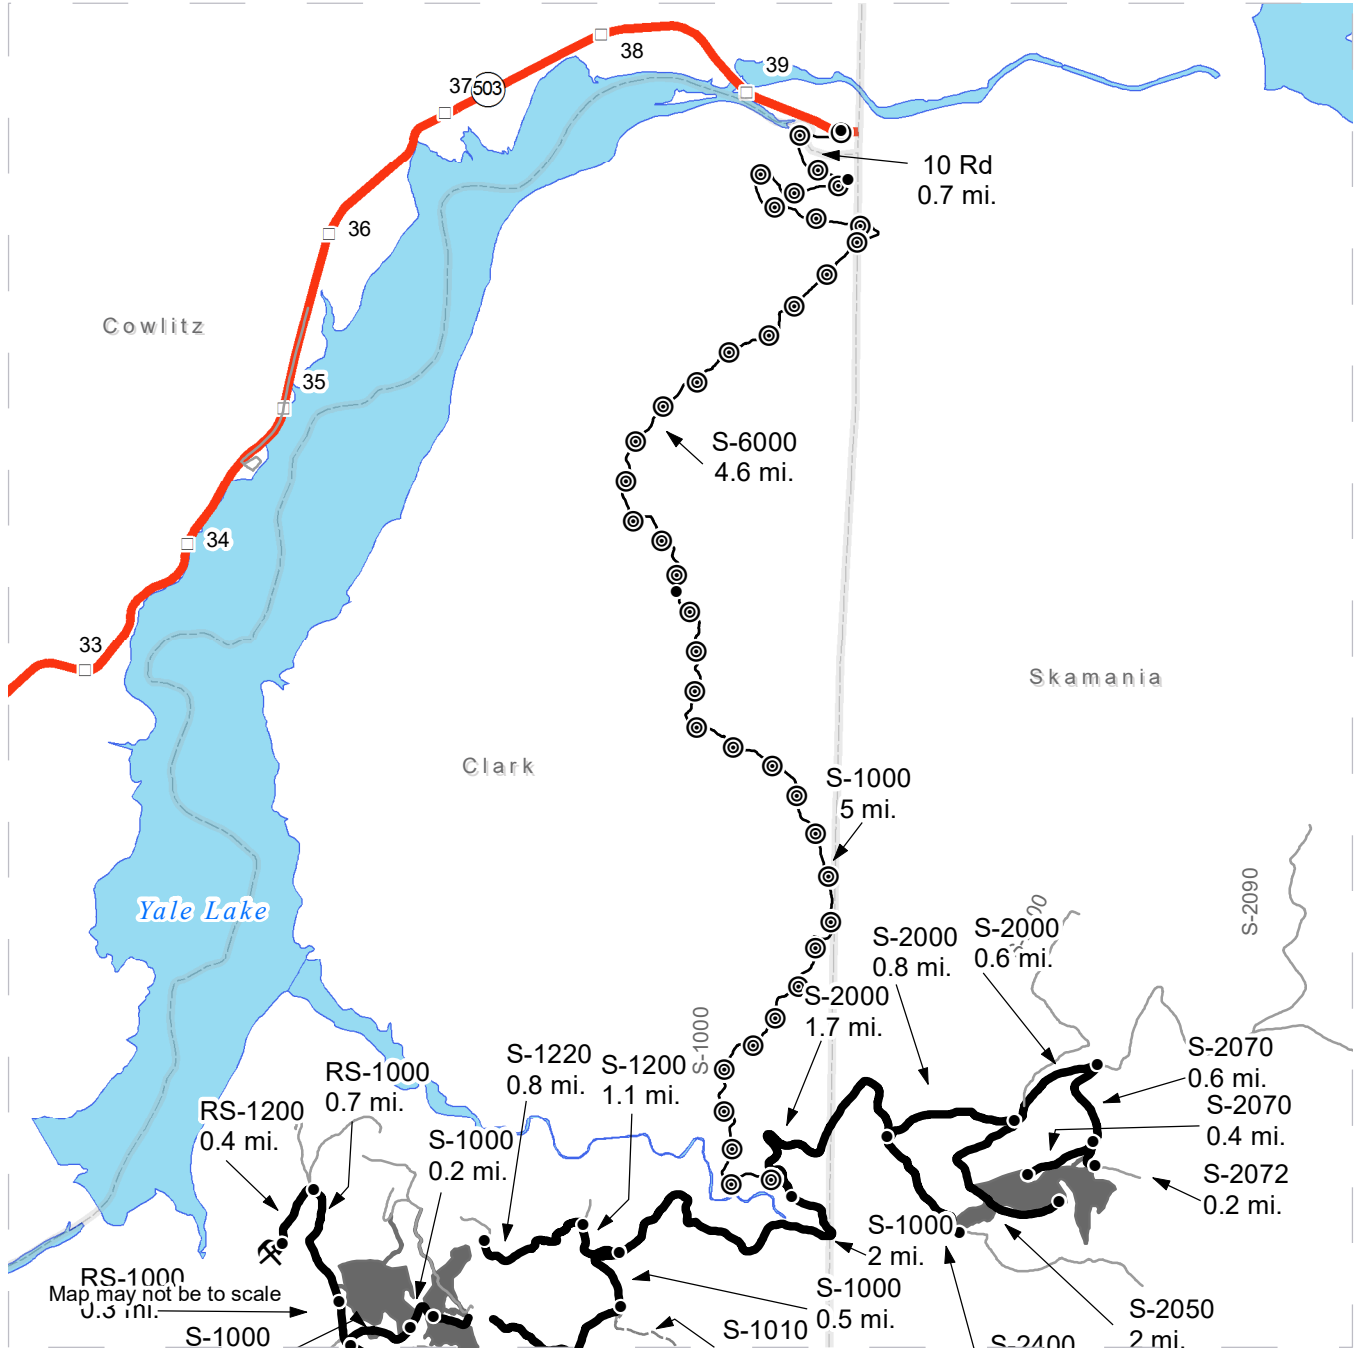 38
39
37
503
10 Rd
0.7 mi.
36
Cowlitz
35
S-6000
4.6 mi.
34
33
Skamania
Clark
S-1000
5 mi.
S-2090
Yale Lake
S-2000
0.8 mi.
S-2000
0.6 mi.
S-2000
1.7 mi.
S-1000
S-1220
0.8 mi.
S-1200
1.1 mi.
RS-1000
0.7 mi.
RS-1200
0.4 mi.
S-1000
0.2 mi.
S-2070
0.6 mi.
S-2070
0.4 mi.
S-2072
0.2 mi.
S-1000
2 mi.
RS-1000
0.3 mi.
Map may not be to scale
S-1000
0.5 mi.
S-1000
S-1010
S-2050
2 mi.
S-2400